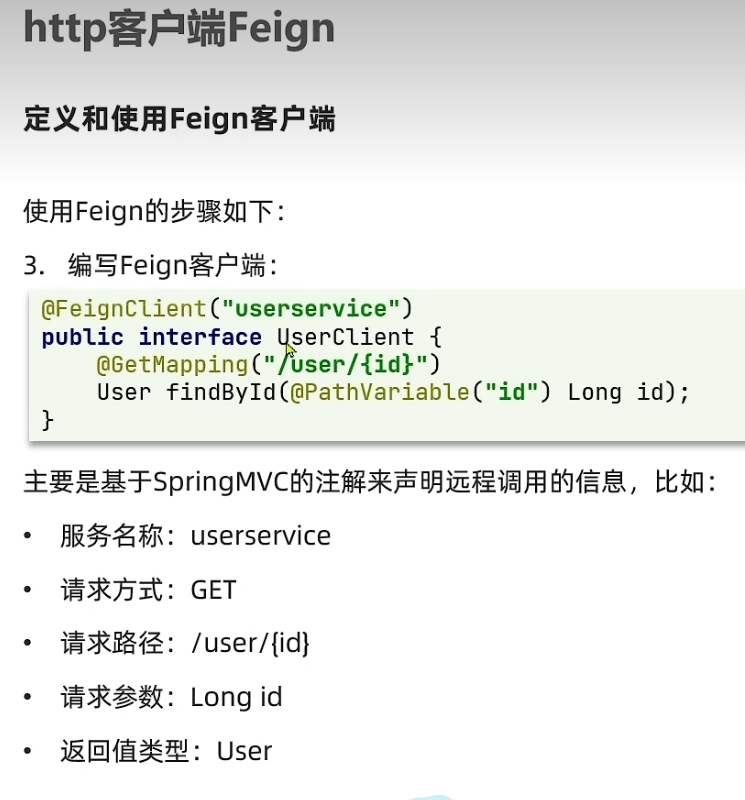 http客户端Feign
定义和使用Feign客户端
使用Feign的步骤如下：
3. 编写Feign客户端：
@FeignClient("userservice")
public interface UserClient {
    @GetMapping("/user/{id}")
    User findById(@PathVariable("id") Long id);
}
主要是基于SpringMVC的注解来声明远程调用的信息，比如：
• 服务名称：userservice
• 请求方式：GET
• 请求路径：/user/{id}
• 请求参数：Long id
• 返回值类型：User